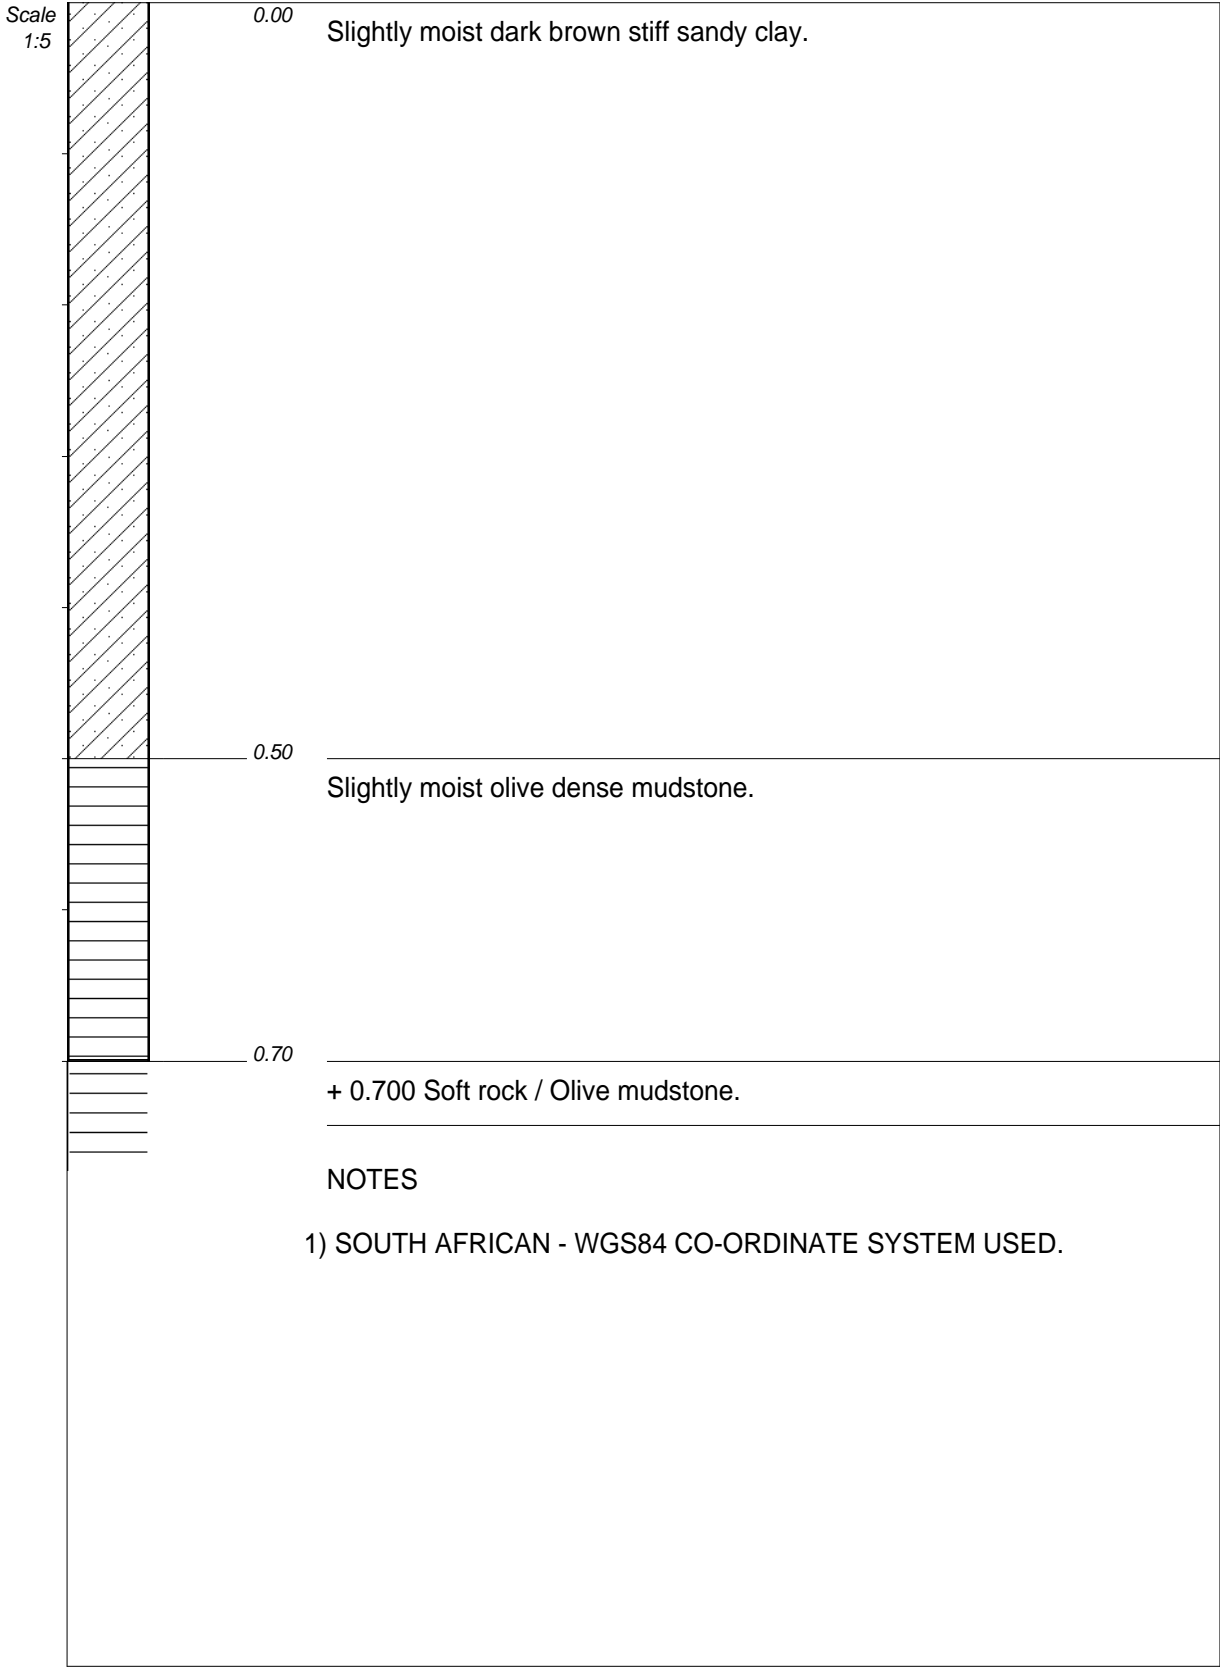 Scale
1:5
0.00
Slightly moist dark brown stiff sandy clay.
0.50
Slightly moist olive dense mudstone.
0.70
+ 0.700 Soft rock / Olive mudstone.
NOTES
1) SOUTH AFRICAN - WGS84 CO-ORDINATE SYSTEM USED.